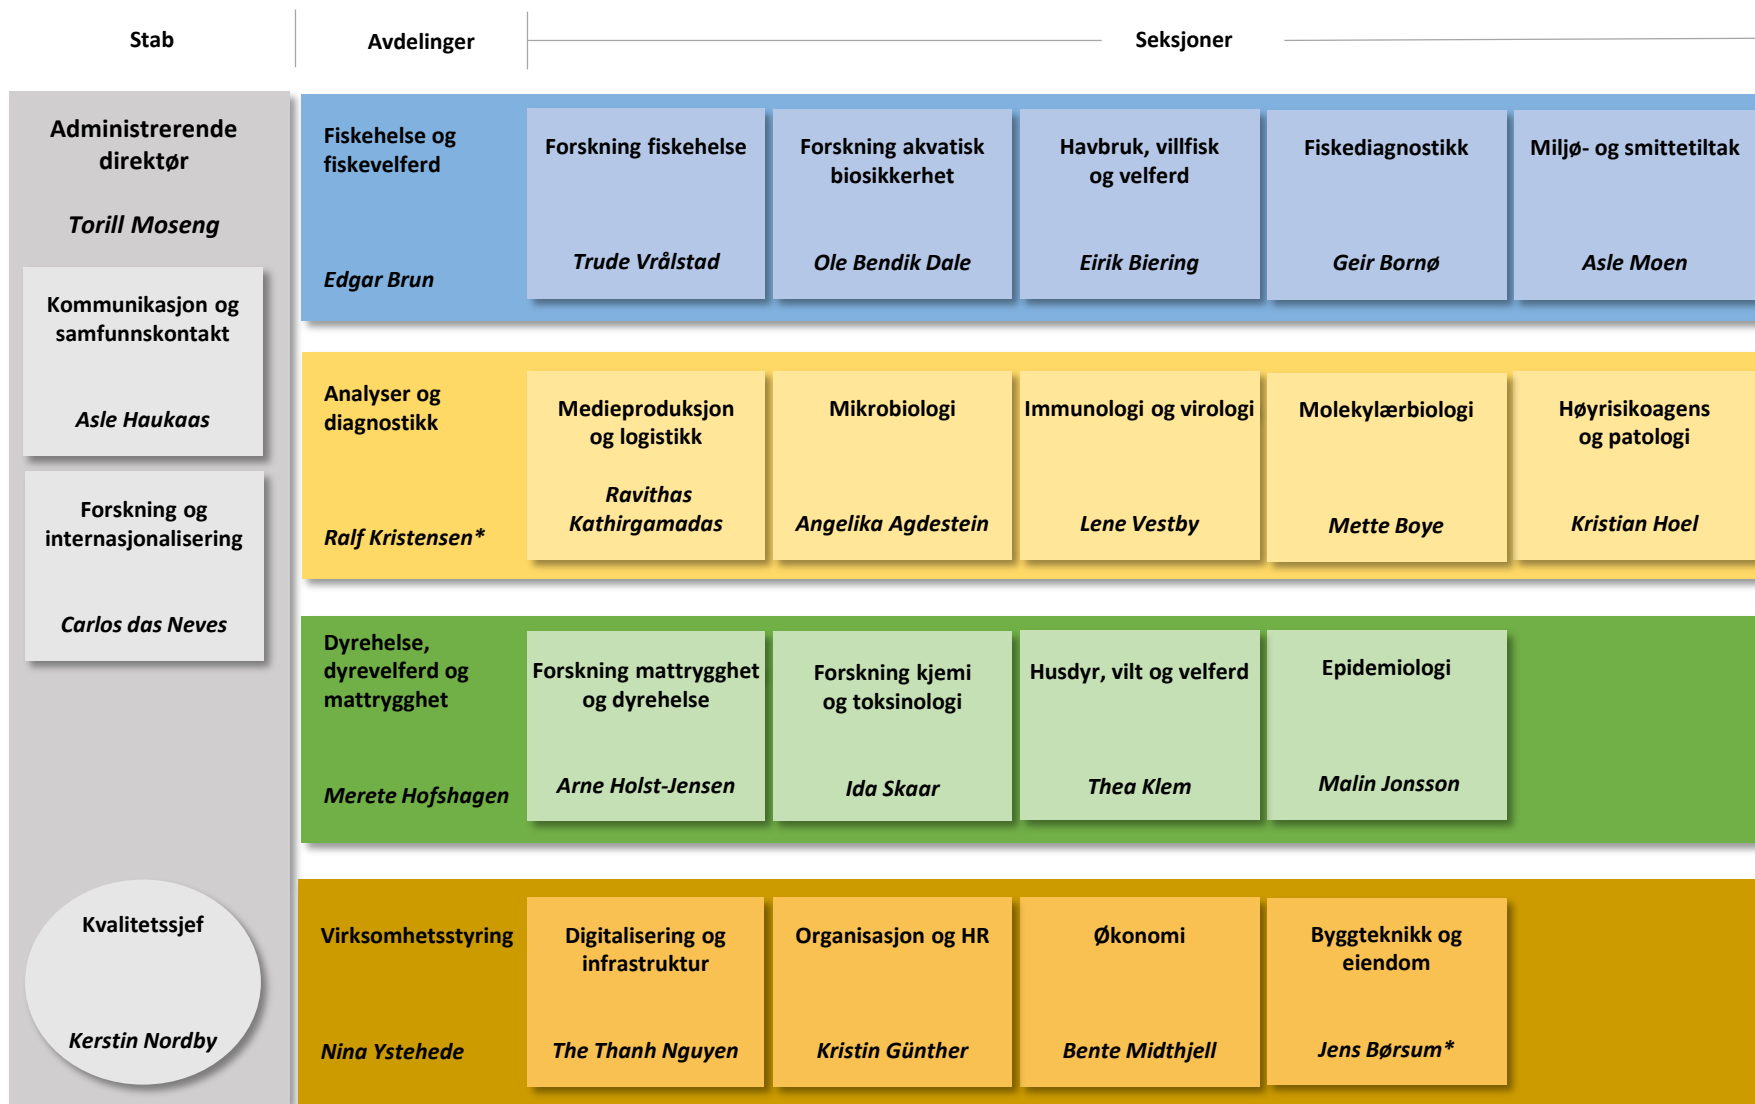 Stab
Avdelinger
Seksjoner
Administrerende
direktør
Torill Moseng
Kommunikasjon og
samfunnskontakt
Asle Haukaas
Forskning og
internasjonalisering
Carlos das Neves
Kvalitetssjef
Kerstin Nordby
Fiskehelse og
fiskevelferd
Edgar Brun
Forskning fiskehelse
Trude Vrålstad
Forskning akvatisk
biosikkerhet
Ole Bendik Dale
Havbruk, villfisk
og velferd
Eirik Biering
Fiskediagnostikk
Geir Bornø
Miljø- og smittetiltak
Asle Moen
Analyser og
diagnostikk
Ralf Kristensen*
Medieproduksjon
og logistikk
Ravithas
Kathirgamadas
Mikrobiologi
Angelika Agdestein
Immunologi og virologi
Lene Vestby
Molekylærbiologi
Mette Boye
Høyrisikoagens
og patologi
Kristian Hoel
Dyrehelse,
dyrevelferd og
mattrygghet
Merete Hofshagen
Forskning mattrygghet
og dyrehelse
Arne Holst-Jensen
Forskning kjemi
og toksinologi
Ida Skaar
Husdyr, vilt og velferd
Thea Klem
Epidemiologi
Malin Jonsson
Virksomhetsstyring
Nina Ystehede
Digitalisering og
infrastruktur
The Thanh Nguyen
Organisasjon og HR
Kristin Günther
Økonomi
Bente Midthjell
Byggteknikk og
eiendom
Jens Børsum*